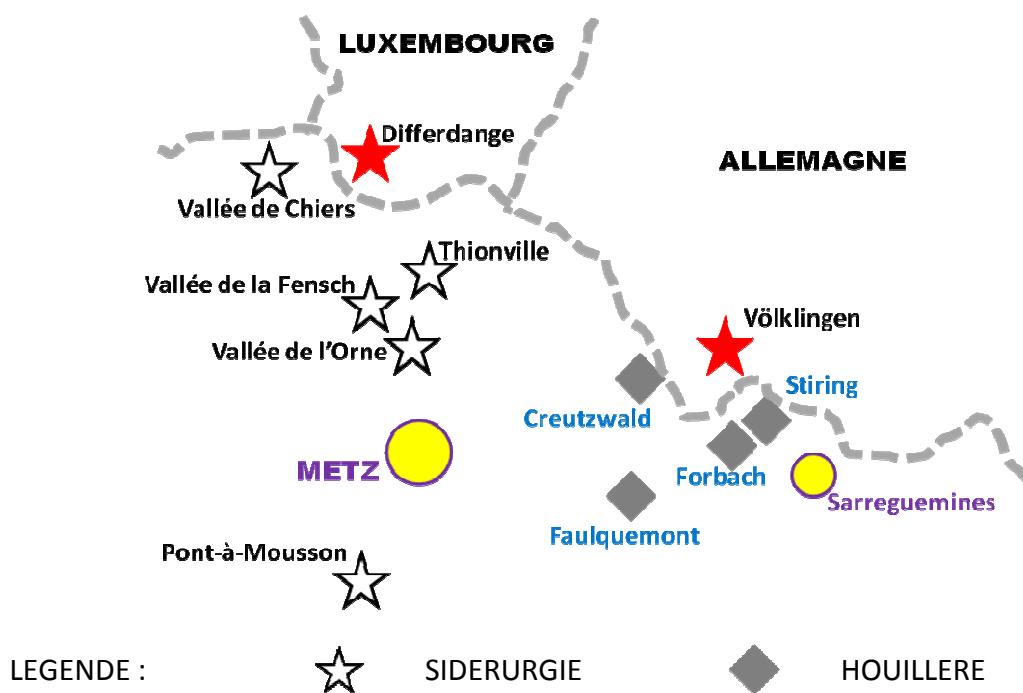 LUXEMBOURG
Differdange
ALLEMAGNE
Vallée de Chiers
Thionville
Vallée de la Fensch
Völklingen
Vallée de l’Orne
Stiring
Creutzwald
METZ
Forbach
Sarreguemines
Faulquemont
Pont-à-Mousson
LEGENDE : SIDERURGIE HOUILLERE